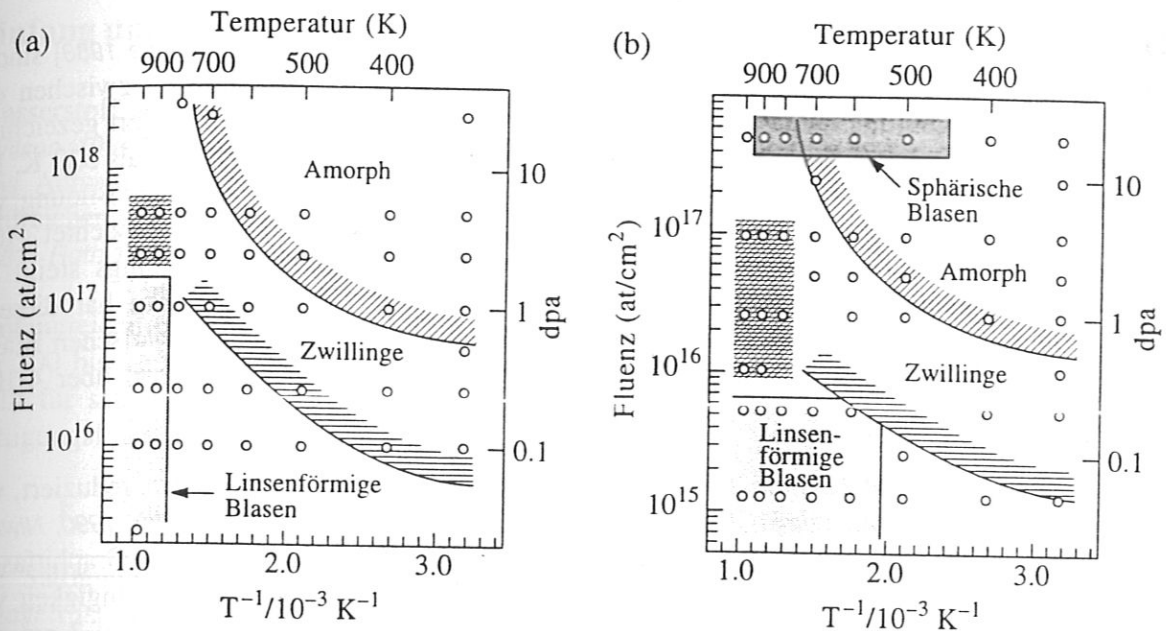 (a)
Temperatur (K)
900 700 500 400
10^18
10^17
10^16
Fluenz (at/cm^2)
Amorph
Zwillinge
Linsenförmige
Blasen
10
1
0.1
dpa
1.0 2.0 3.0
T^-1/10^-3 K^-1
(b)
Temperatur (K)
900 700 500 400
10^17
10^16
10^15
Fluenz (at/cm^2)
Sphärische
Blasen
Amorph
Zwillinge
Linsen-
förmige
Blasen
10
1
0.1
dpa
1.0 2.0 3.0
T^-1/10^-3 K^-1